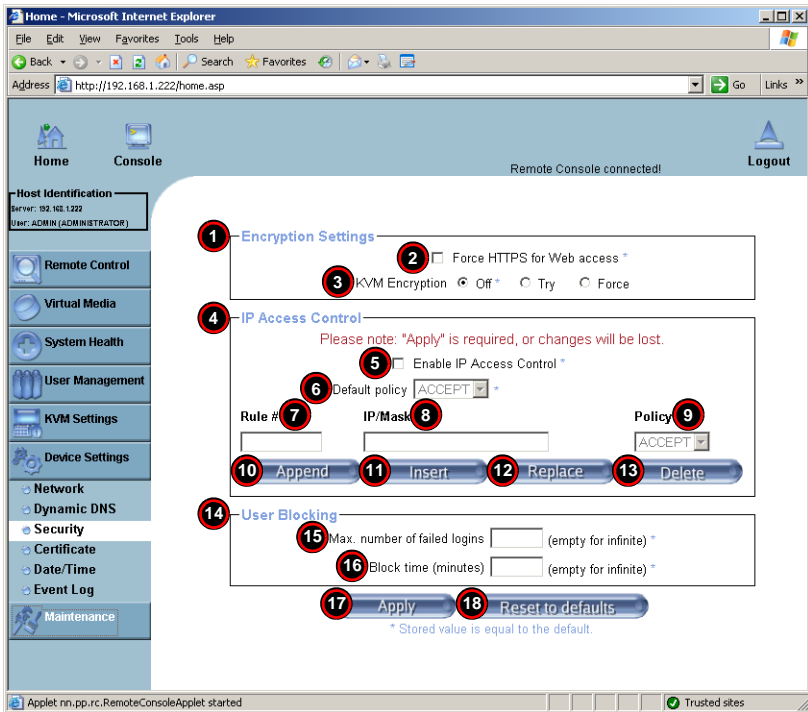 Home - Microsoft Internet Explorer
File Edit View Favorites Tools Help
Back Search Favorites
Address http://192.168.1.222/home.asp Go Links »
Home Console Logout
Remote Console connected!
Host Identification
Server: 192.168.1.222
User: ADMIN (ADMINISTRATOR)
Remote Control
Virtual Media
System Health
User Management
KVM Settings
Device Settings
Network
Dynamic DNS
Security
Certificate
Date/Time
Event Log
Maintenance
1 Encryption Settings
2 Force HTTPS for Web access *
3 KVM Encryption Off * Try Force
4 IP Access Control
Please note: "Apply" is required, or changes will be lost.
5 Enable IP Access Control *
6 Default policy ACCEPT *
Rule # 7 IP/Mask 8 Policy 9
ACCEPT
10 Append 11 Insert 12 Replace 13 Delete
14 User Blocking
15 Max. number of failed logins (empty for infinite) *
16 Block time (minutes) (empty for infinite) *
17 Apply 18 Reset to defaults
* Stored value is equal to the default.
Applet nn.pp.rc.RemoteConsoleApplet started Trusted sites